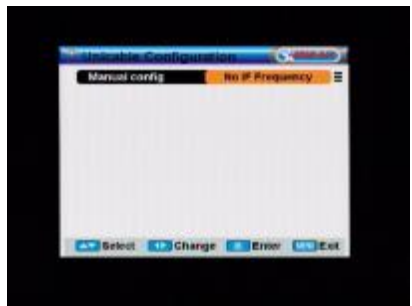 Unicable Configuration
Manual config No IF Frequency
Select Change Enter Exit